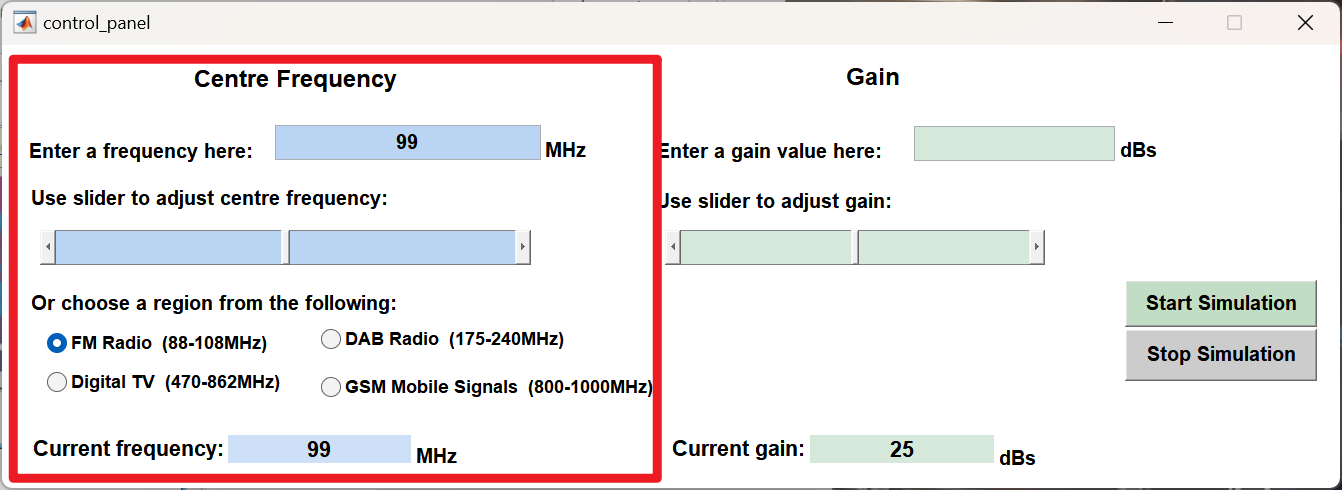 control_panel
Centre Frequency
Enter a frequency here: 99 MHz
Use slider to adjust centre frequency:
Or choose a region from the following:
FM Radio (88-108MHz) DAB Radio (175-240MHz)
Digital TV (470-862MHz) GSM Mobile Signals (800-1000MHz)
Current frequency: 99 MHz
Gain
Enter a gain value here: dBs
Use slider to adjust gain:
Start Simulation
Stop Simulation
Current gain: 25 dBs